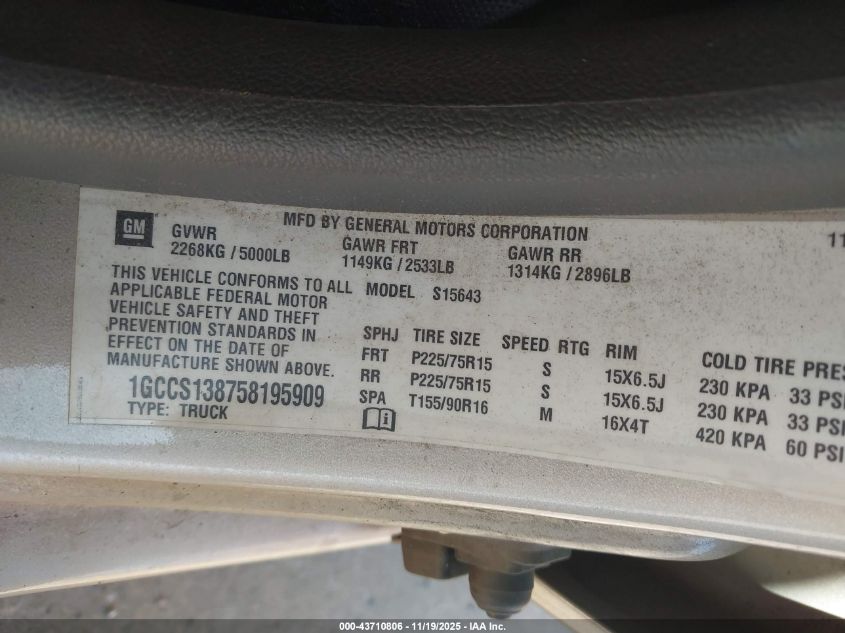 GM
MFD BY GENERAL MOTORS CORPORATION
11
GVWR GAWR FRT GAWR RR
2268KG / 5000LB 1149KG / 2533LB 1314KG / 2896LB
THIS VEHICLE CONFORMS TO ALL
APPLICABLE FEDERAL MOTOR
VEHICLE SAFETY AND THEFT
PREVENTION STANDARDS IN
EFFECT ON THE DATE OF
MANUFACTURE SHOWN ABOVE.
1GCCS138758195909
TYPE: TRUCK
MODEL S15643
SPHJ TIRE SIZE SPEED RTG RIM COLD TIRE PRES
FRT P225/75R15 S 15X6.5J 230 KPA 33 PSI
RR P225/75R15 S 15X6.5J 230 KPA 33 PSI
SPA T155/90R16 M 16X4T 420 KPA 60 PSI
i
000-43710806 - 11/19/2025 - IAA Inc.